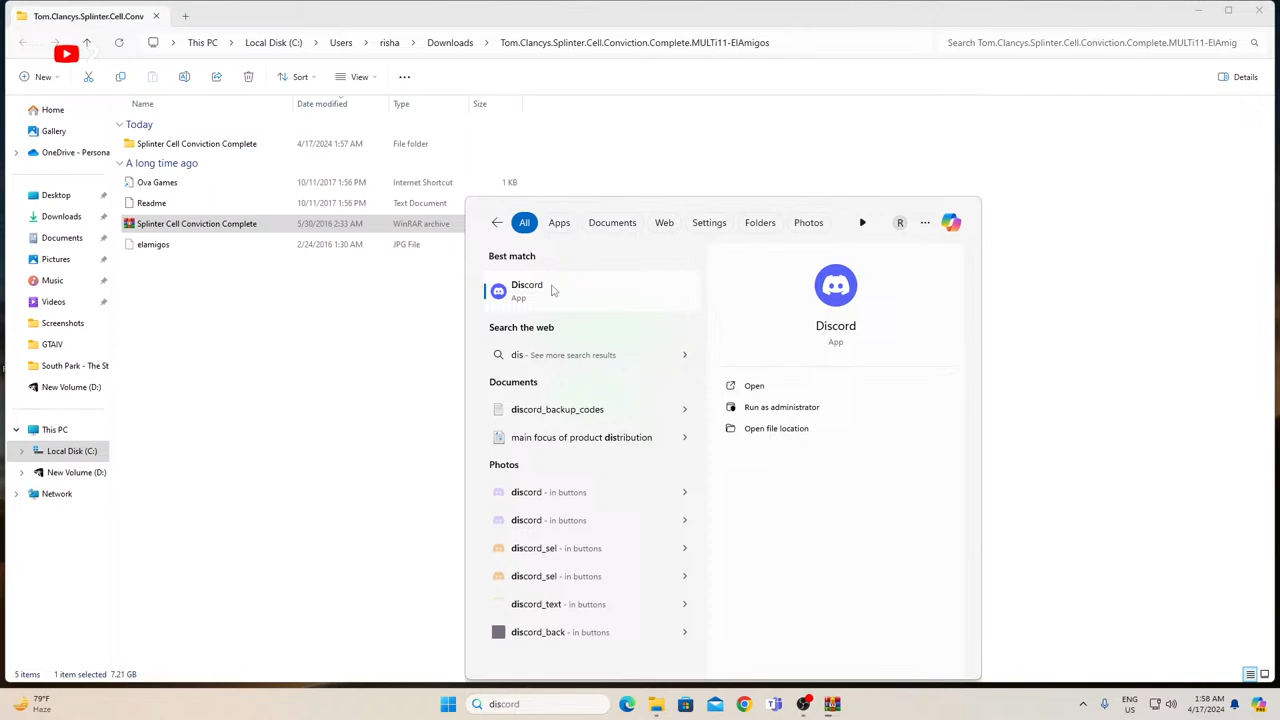 Tom.Clancys.Splinter.Cell.Conv
This PC > Local Disk (C:) > Users > risha > Downloads > Tom.Clancys.Splinter.Cell.Conviction.Complete.MULTi11-ElAmigos
Search Tom.Clancys.Splinter.Cell.Conviction.Complete.MULTi11-ElAmig
New
Sort
View
Details
Name Date modified Type Size
Home
Gallery
OneDrive - Persona
Desktop
Downloads
Documents
Pictures
Music
Videos
Screenshots
GTAIV
South Park - The St
New Volume (D:)
This PC
Local Disk (C:)
New Volume (D:)
Network
Today
Splinter Cell Conviction Complete 4/17/2024 1:57 AM File folder
A long time ago
Ova Games 10/11/2017 1:56 PM Internet Shortcut 1 KB
Readme 10/11/2017 1:56 PM Text Document
Splinter Cell Conviction Complete 5/30/2016 2:33 AM WinRAR archive
elamigos 2/24/2016 1:30 AM JPG File
All Apps Documents Web Settings Folders Photos R
Best match
Discord
App
Search the web
dis - See more search results
Documents
discord_backup_codes
main focus of product distribution
Photos
discord - in buttons
discord - in buttons
discord_sel - in buttons
discord_sel - in buttons
discord_text - in buttons
discord_back - in buttons
Discord
App
Open
Run as administrator
Open file location
5 items 1 item selected 7.21 GB
79°F
Haze
discord
ENG
US
1:58 AM
4/17/2024